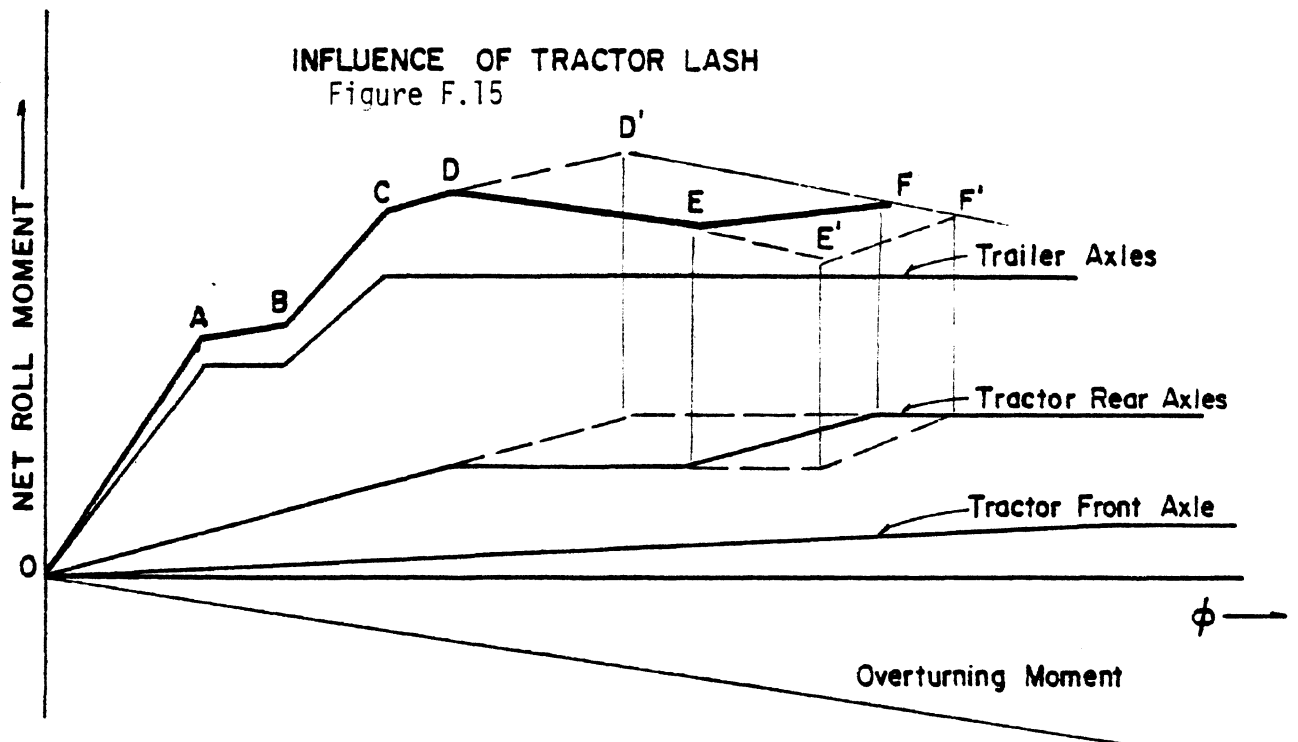 INFLUENCE OF TRACTOR LASH
Figure F.15
NET ROLL MOMENT
D'
D
C
E
F
F'
E'
Trailer Axles
A
B
Tractor Rear Axles
Tractor Front Axle
O
ϕ
Overturning Moment